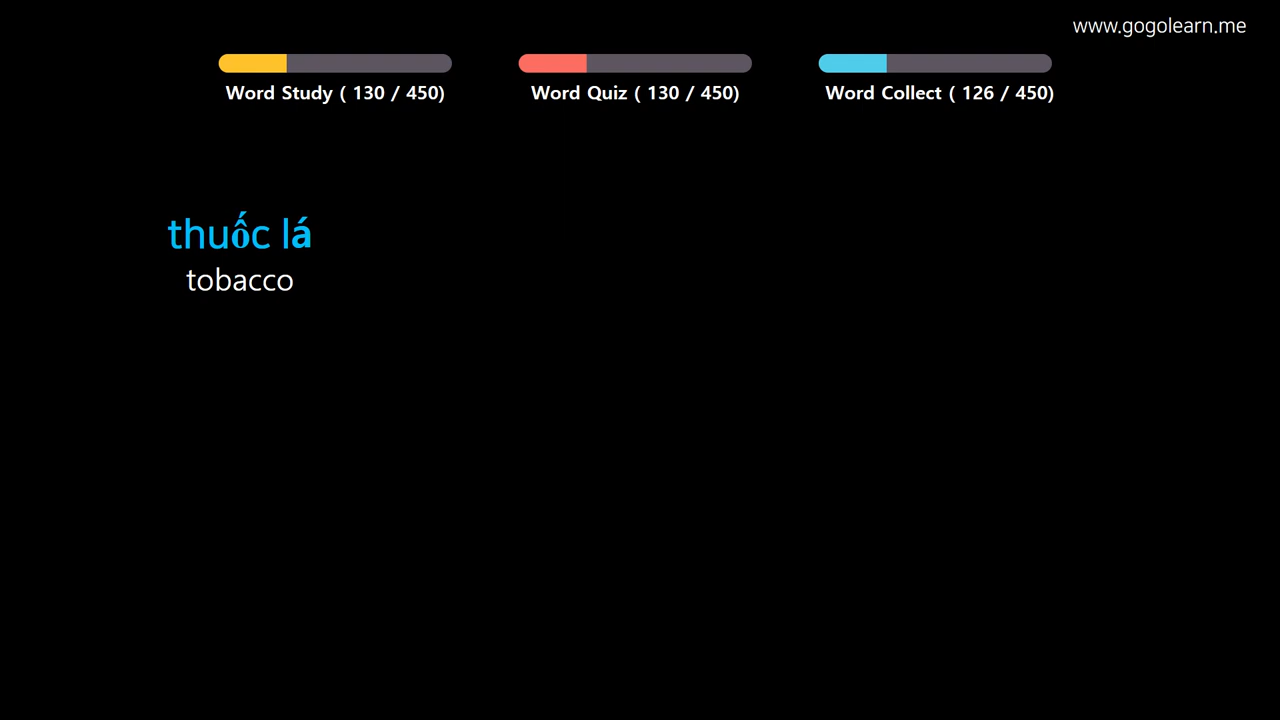 www.gogolearn.me
Word Study ( 130 / 450)
Word Quiz ( 130 / 450)
Word Collect ( 126 / 450)
thuốc lá
tobacco